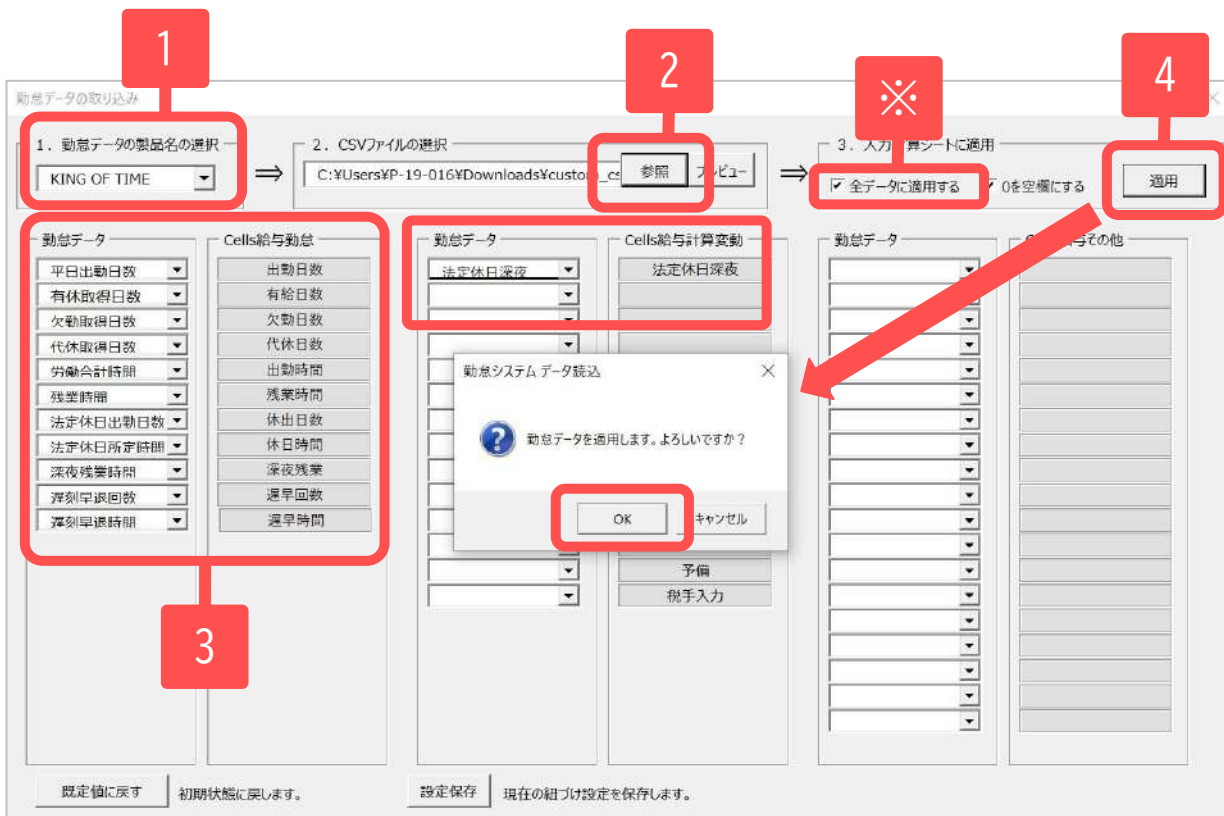 1
2
※
4
勤怠データの取り込み
1．勤怠データの製品名の選択
KING OF TIME
⇒
2．CSVファイルの選択
C:¥Users¥P-19-016¥Downloads¥custom_cs
参照
プレビュー
⇒
3．入力計算シートに適用
全データに適用する
0を空欄にする
適用
勤怠データ
Cells給与勤怠
平日出勤日数
出勤日数
有休取得日数
有給日数
欠勤取得日数
欠勤日数
代休取得日数
代休日数
労働合計時間
出勤時間
残業時間
残業時間
法定休日出勤日数
休出日数
法定休日所定時間
休日時間
深夜残業時間
深夜残業
遅刻早退回数
遅早回数
遅刻早退時間
遅早時間
3
勤怠データ
Cells給与計算変動
法定休日深夜
法定休日深夜
勤怠システム データ読込
勤怠データを適用します。よろしいですか？
OK
キャンセル
予備
税手入力
勤怠データ
与その他
既定値に戻す
初期状態に戻します。
設定保存
現在の紐づけ設定を保存します。